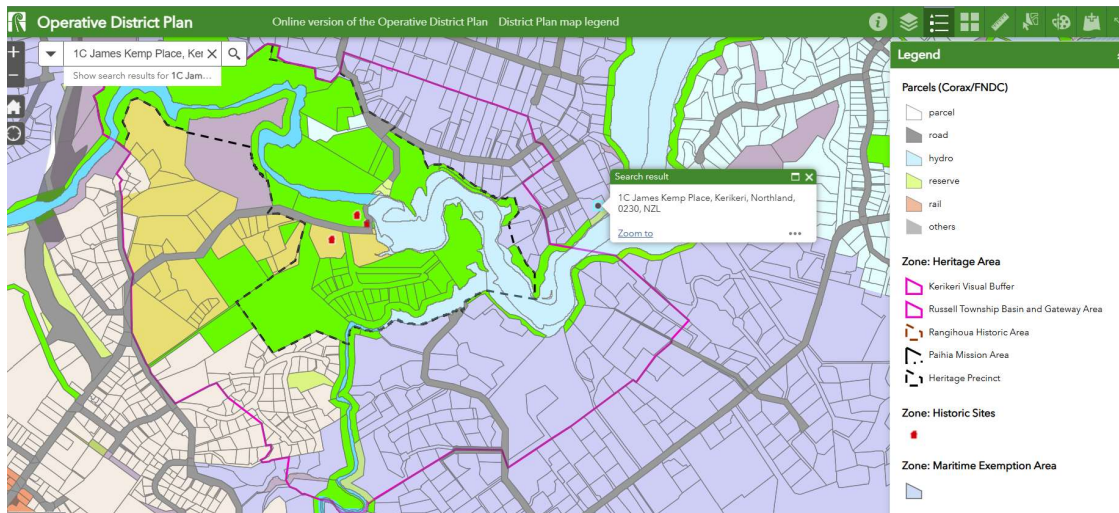 Operative District Plan
Online version of the Operative District Plan District Plan map legend
1C James Kemp Place, Ker
Show search results for 1C Jam...
Search result
1C James Kemp Place, Kerikeri, Northland,
0230, NZL
Zoom to
Legend
Parcels (Corax/FNDC)
parcel
road
hydro
reserve
rail
others
Zone: Heritage Area
Kerikeri Visual Buffer
Russell Township Basin and Gateway Area
Rangihoua Historic Area
Paihia Mission Area
Heritage Precinct
Zone: Historic Sites
Zone: Maritime Exemption Area